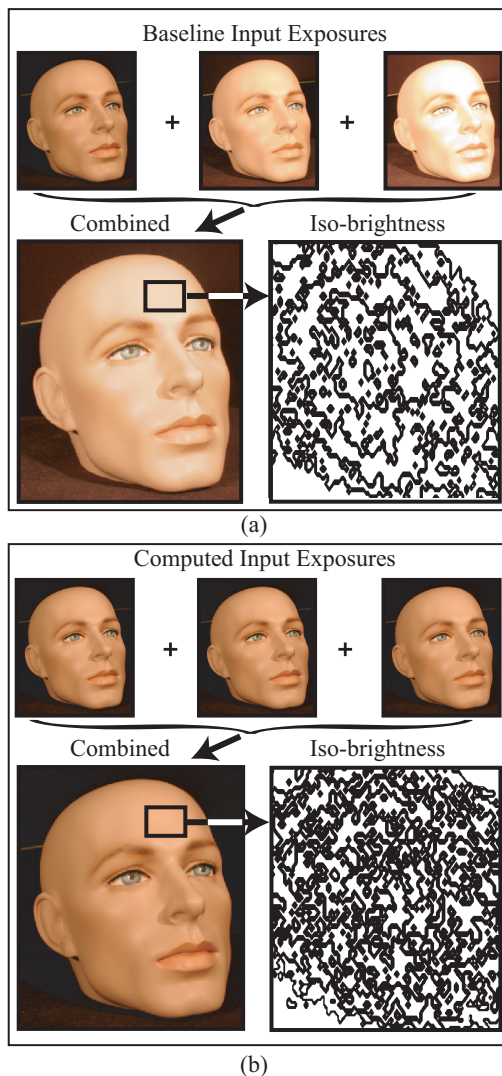 Baseline Input Exposures
+ +
Combined Iso-brightness
(a)
Computed Input Exposures
+ +
Combined Iso-brightness
(b)